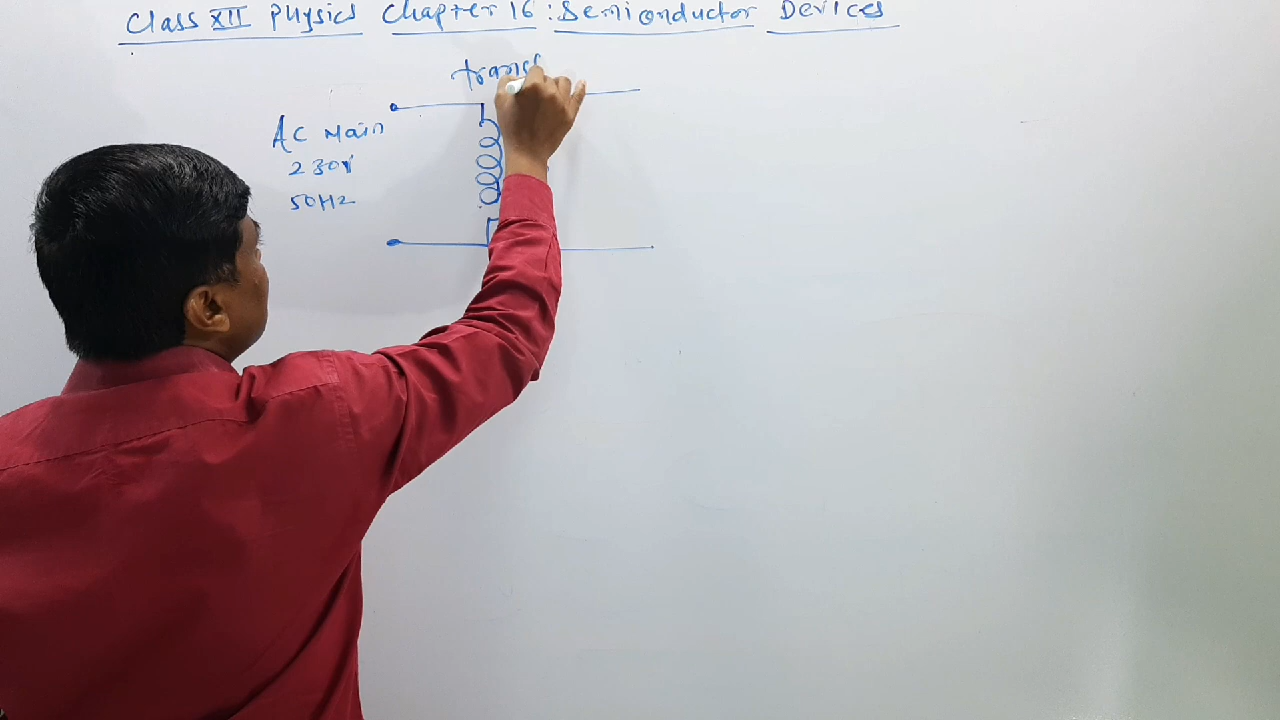 Class XII Physics Chapter 16 : Semiconductor Devices
transf
AC Main
230V
50Hz